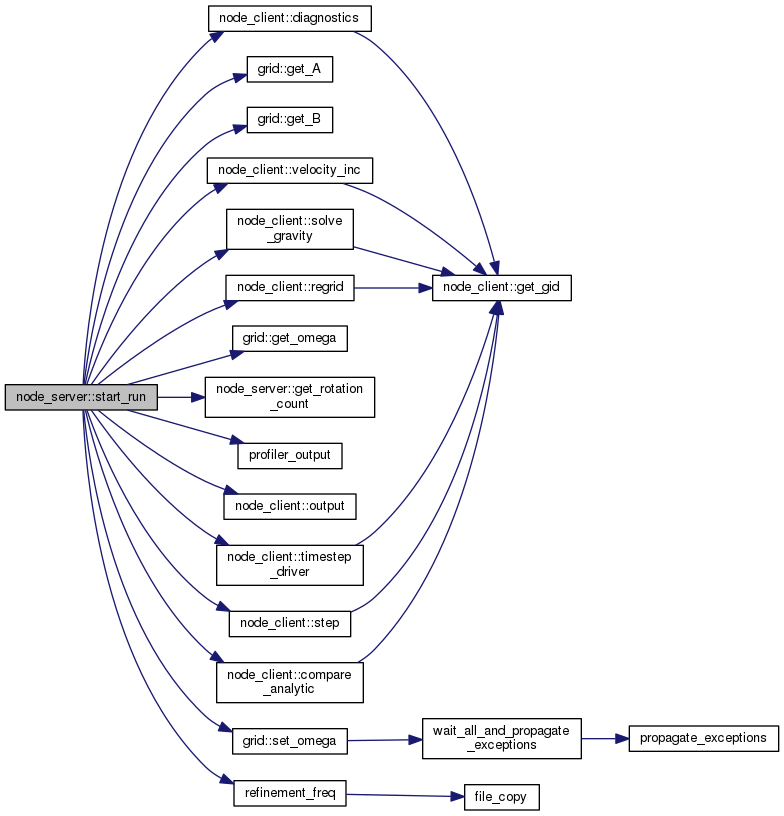 node_client::diagnostics
grid::get_A
grid::get_B
node_client::velocity_inc
node_client::solve
_gravity
node_client::get_gid
node_client::regrid
grid::get_omega
node_server::start_run
node_server::get_rotation
_count
profiler_output
node_client::output
node_client::timestep
_driver
node_client::step
node_client::compare
_analytic
grid::set_omega
wait_all_and_propagate
_exceptions
propagate_exceptions
refinement_freq
file_copy